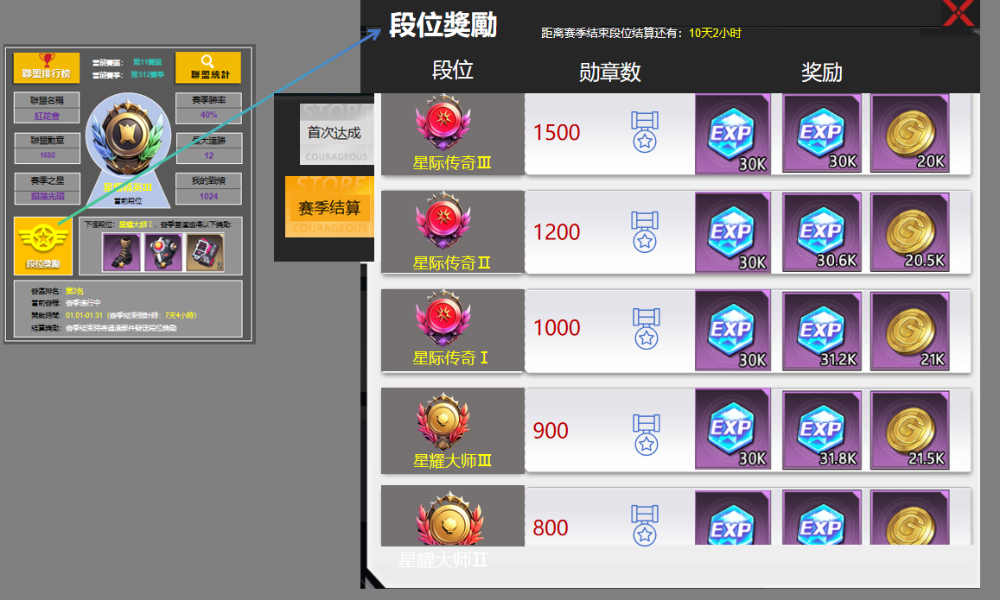 聯盟排行榜
當前賽區：
第11賽區
當前賽季：
第512賽季
聯盟統計
聯盟名稱
紅花會
聯盟勳章
1688
賽季之星
銀端光環
賽季勝率
40%
最大連勝
12
我的戰績
1024
星燿精英Ⅲ
當前段位
段位獎勵
下個段位：星耀大師Ⅰ，賽季首達獲得以下獎勵：
2
賽區排名：第2名
當前賽程：賽季進行中
開啟時間：01.01-01.31（賽季結束倒計時：7天4小時）
結算獎勵：賽季結束時將通過郵件發送段位獎勵
STORE
首次达成
COURAGEOUS
STORE
赛季结算
COURAGEOUS
段位獎勵
距离赛季结束段位结算还有：10天2小时
段位
勋章数
奖励
星际传奇Ⅲ
1500
EXP
30K
EXP
30K
G
20K
星际传奇Ⅱ
1200
EXP
30K
EXP
30.6K
G
20.5K
星际传奇Ⅰ
1000
EXP
30K
EXP
31.2K
G
21K
星耀大师Ⅲ
900
EXP
30K
EXP
31.8K
G
21.5K
星耀大师Ⅱ
800
EXP
EXP
G